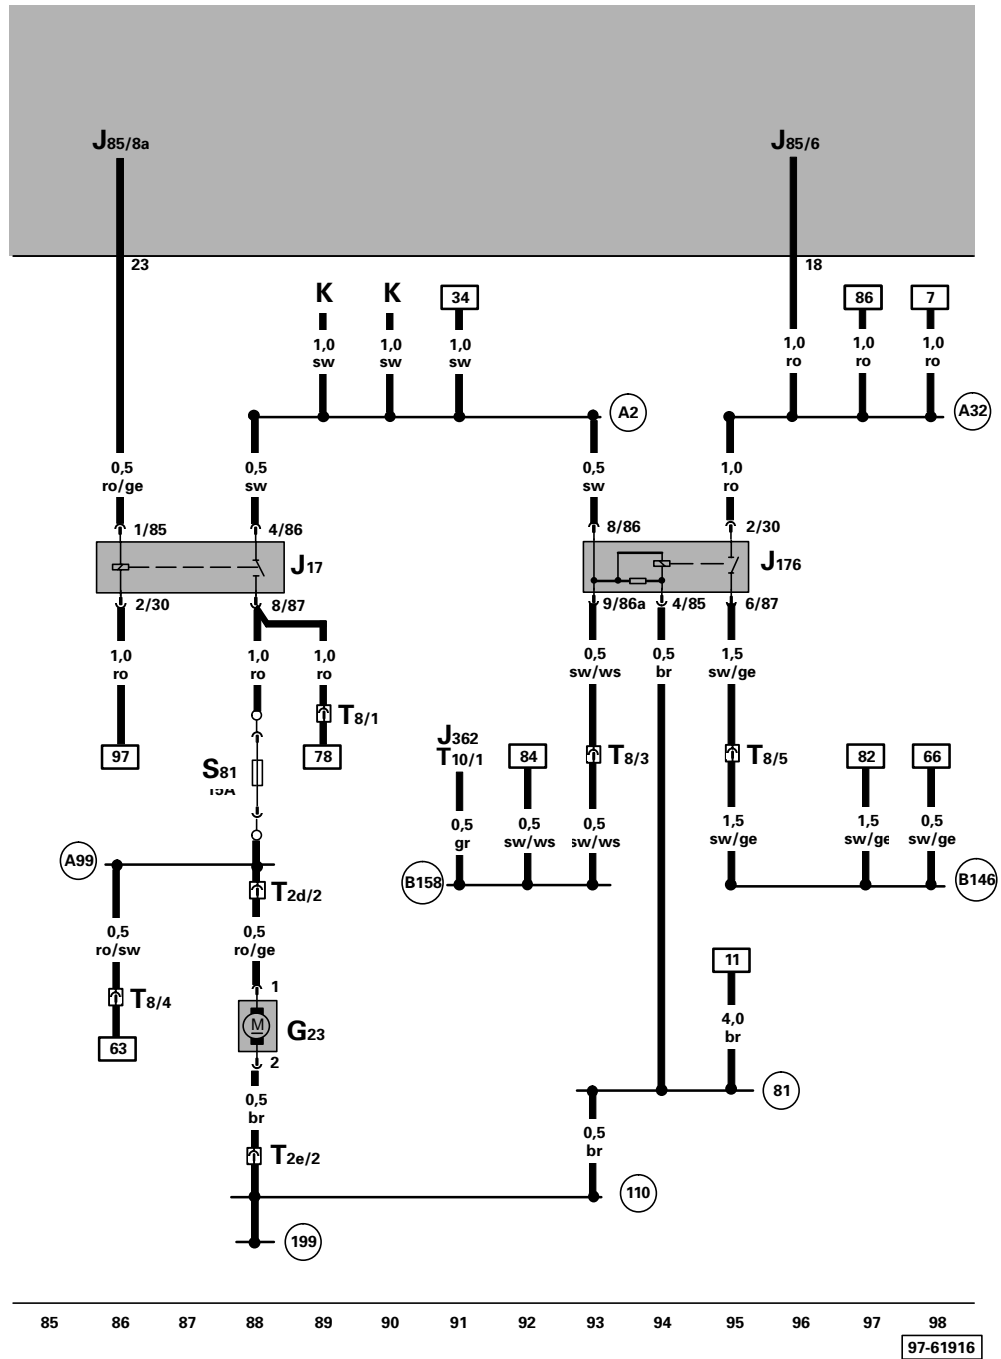 J85/8a
J85/6
23
18
K
K
34
86
7
1,0
sw
1,0
sw
1,0
sw
1,0
ro
1,0
ro
1,0
ro
A2
A32
0,5
ro/ge
0,5
sw
0,5
sw
1,0
ro
1/85
4/86
8/86
2/30
J17
J176
2/30
8/87
9/86a
4/85
6/87
1,0
ro
1,0
ro
1,0
ro
0,5
sw/ws
0,5
br
1,5
sw/ge
T8/1
97
78
J362
T10/1
84
T8/3
T8/5
82
66
S81
15A
0,5
gr
0,5
sw/ws
0,5
sw/ws
1,5
sw/ge
1,5
sw/ge
0,5
sw/ge
A99
B158
B146
T2d/2
0,5
ro/sw
0,5
ro/ge
11
T8/4
1
M
G23
4,0
br
63
2
81
0,5
br
0,5
br
T2e/2
110
199
85 86 87 88 89 90 91 92 93 94 95 96 97 98
97-61916